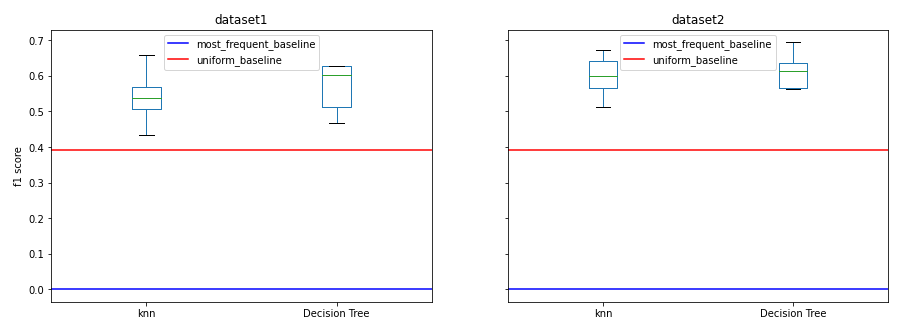 dataset1
dataset2
most_frequent_baseline
uniform_baseline
most_frequent_baseline
uniform_baseline
f1 score
0.7
0.6
0.5
0.4
0.3
0.2
0.1
0.0
knn
Decision Tree
knn
Decision Tree